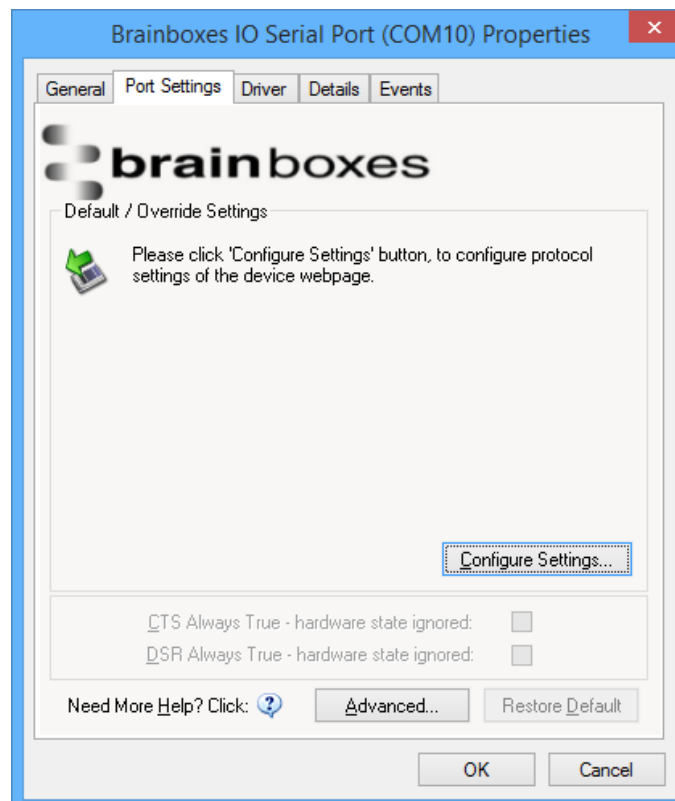 Brainboxes IO Serial Port (COM10) Properties
General Port Settings Driver Details Events
brainboxes
Default / Override Settings
Please click 'Configure Settings' button, to configure protocol
settings of the device webpage.
Configure Settings...
CTS Always True - hardware state ignored:
DSR Always True - hardware state ignored:
Need More Help? Click: ? Advanced... Restore Default
OK Cancel